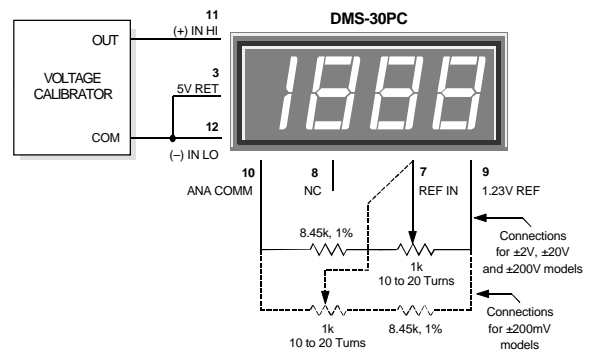 DMS-30PC
11
(+) IN HI
OUT
VOLTAGE
CALIBRATOR
3
5V RET
COM
12
(–) IN LO
1888
10
ANA COMM
8
NC
7
REF IN
9
1.23V REF
8.45k, 1%
1k
10 to 20 Turns
Connections
for ±2V, ±20V
and ±200V models
1k
10 to 20 Turns
8.45k, 1%
Connections
for ±200mV
models